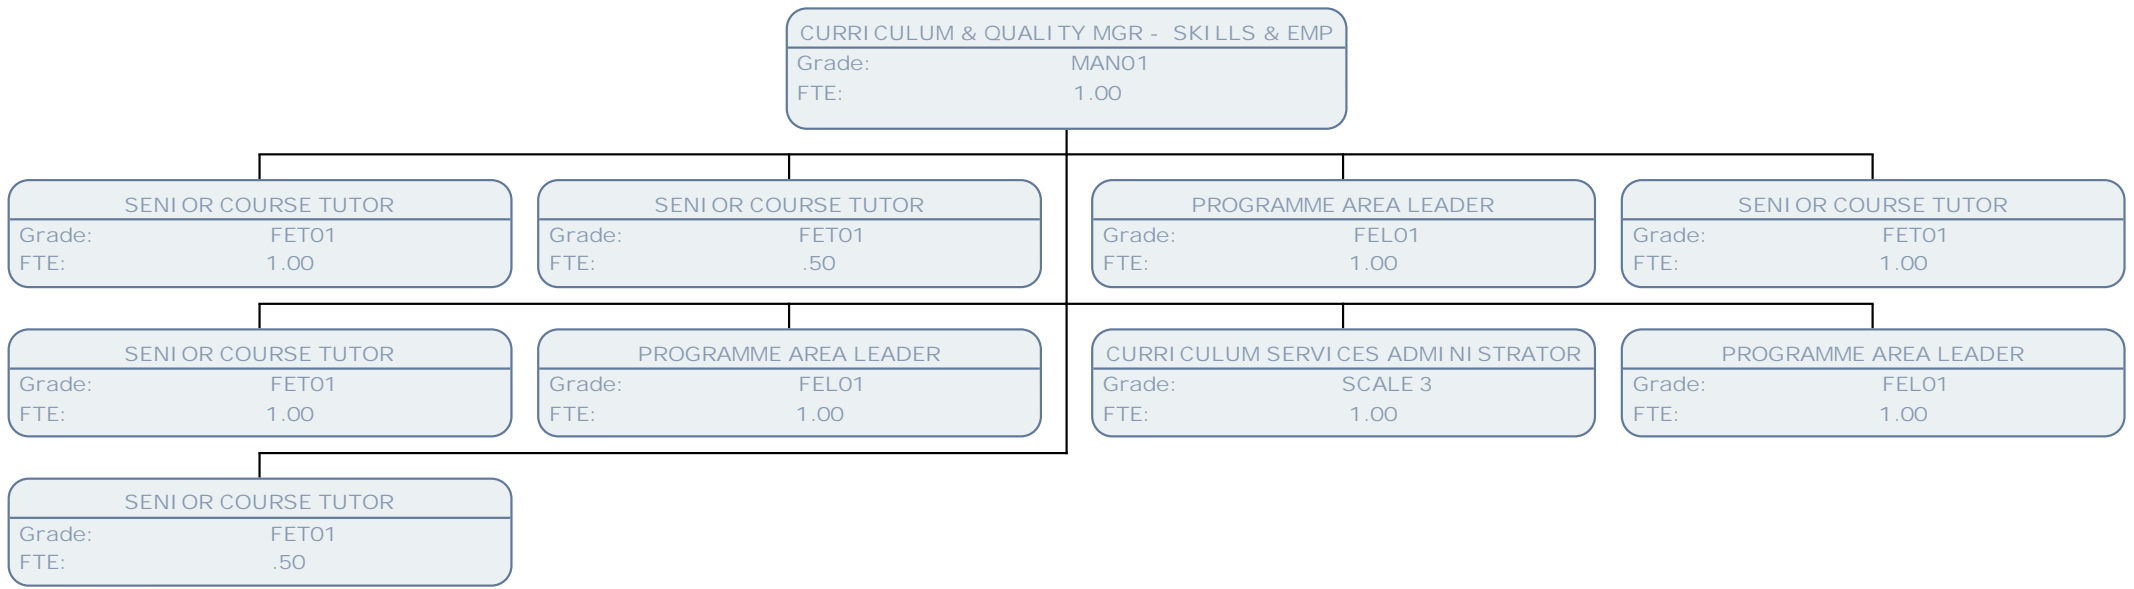 CURRICULUM & QUALITY MGR - SKILLS & EMP
Grade: MAN01
FTE: 1.00
SENIOR COURSE TUTOR
Grade: FET01
FTE: 1.00
SENIOR COURSE TUTOR
Grade: FET01
FTE: .50
PROGRAMME AREA LEADER
Grade: FEL01
FTE: 1.00
SENIOR COURSE TUTOR
Grade: FET01
FTE: 1.00
SENIOR COURSE TUTOR
Grade: FET01
FTE: 1.00
PROGRAMME AREA LEADER
Grade: FEL01
FTE: 1.00
CURRICULUM SERVICES ADMINISTRATOR
Grade: SCALE 3
FTE: 1.00
PROGRAMME AREA LEADER
Grade: FEL01
FTE: 1.00
SENIOR COURSE TUTOR
Grade: FET01
FTE: .50